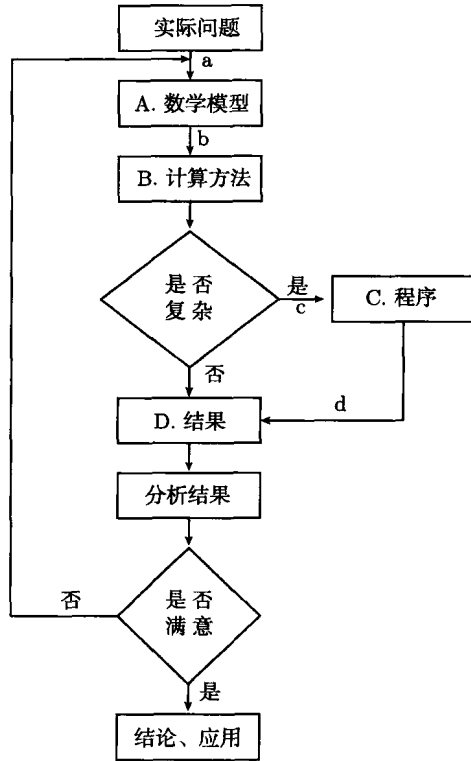 实际问题
a
A. 数学模型
b
B. 计算方法
是否
复杂
是
c
C. 程序
否
d
D. 结果
分析结果
否
是否
满意
是
结论、应用